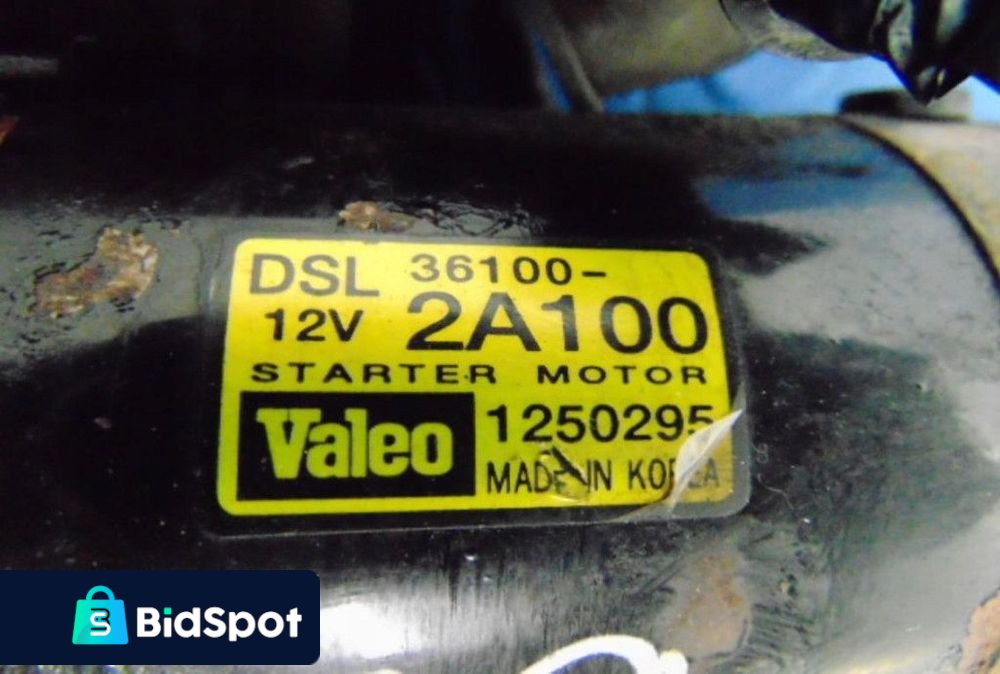 DSL 36100-
12V 2A100
STARTER MOTOR
Valeo 1250295
MADE IN KOREA
BidSpot